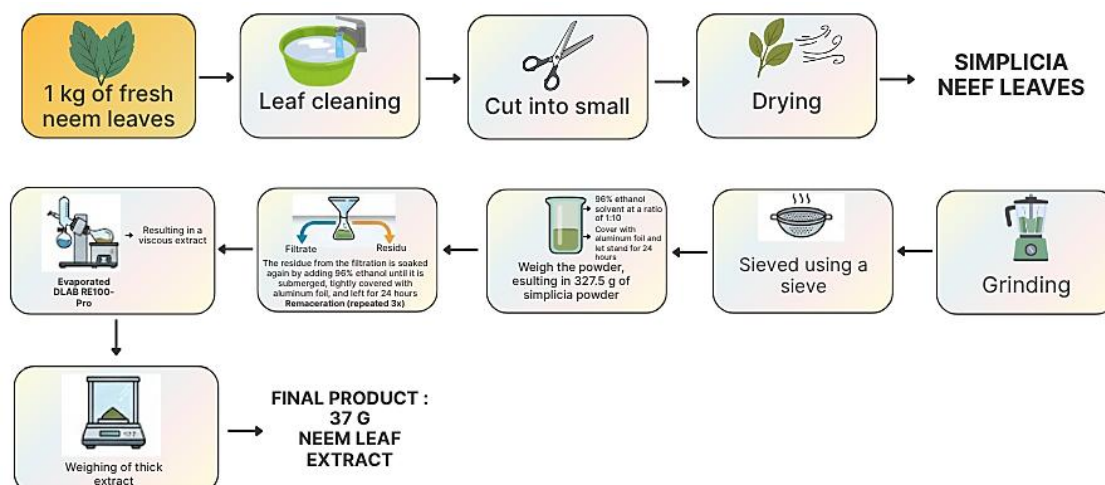 1 kg of fresh
neem leaves
Leaf cleaning
Cut into small
Drying
SIMPLICIA
NEEF LEAVES
Grinding
Sieved using a
sieve
96% ethanol
solvent at a ratio
of 1:10
Cover with
aluminum foil and
let stand for 24
hours
Weigh the powder,
resulting in 327.5 g of
simplicia powder
Filtrate
Residu
The residue from the filtration is soaked
again by adding 96% ethanol until it is
submerged, tightly covered with
aluminum foil, and left for 24 hours
Remaceration (repeated 3x)
Resulting in a
viscous extract
Evaporated
DLAB RE100-
Pro
Weighing of thick
extract
FINAL PRODUCT :
37 G
NEEM LEAF
EXTRACT